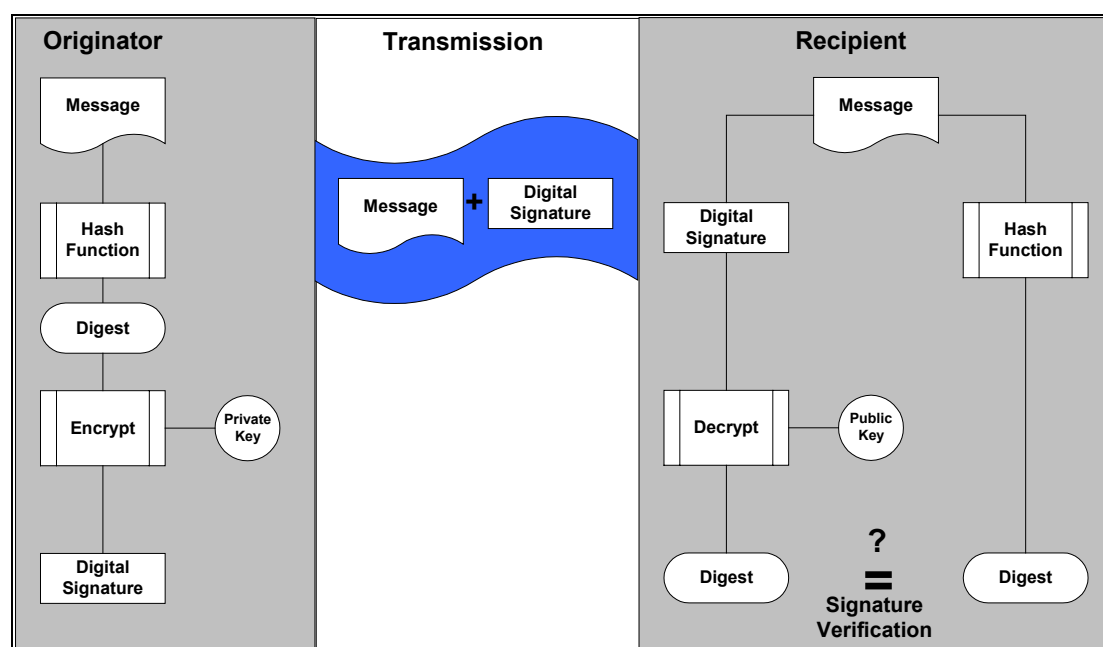 Originator
Message
Hash
Function
Digest
Encrypt
Private
Key
Digital
Signature
Transmission
Message
+
Digital
Signature
Recipient
Message
Digital
Signature
Hash
Function
Decrypt
Public
Key
Digest
?
=
Signature
Verification
Digest